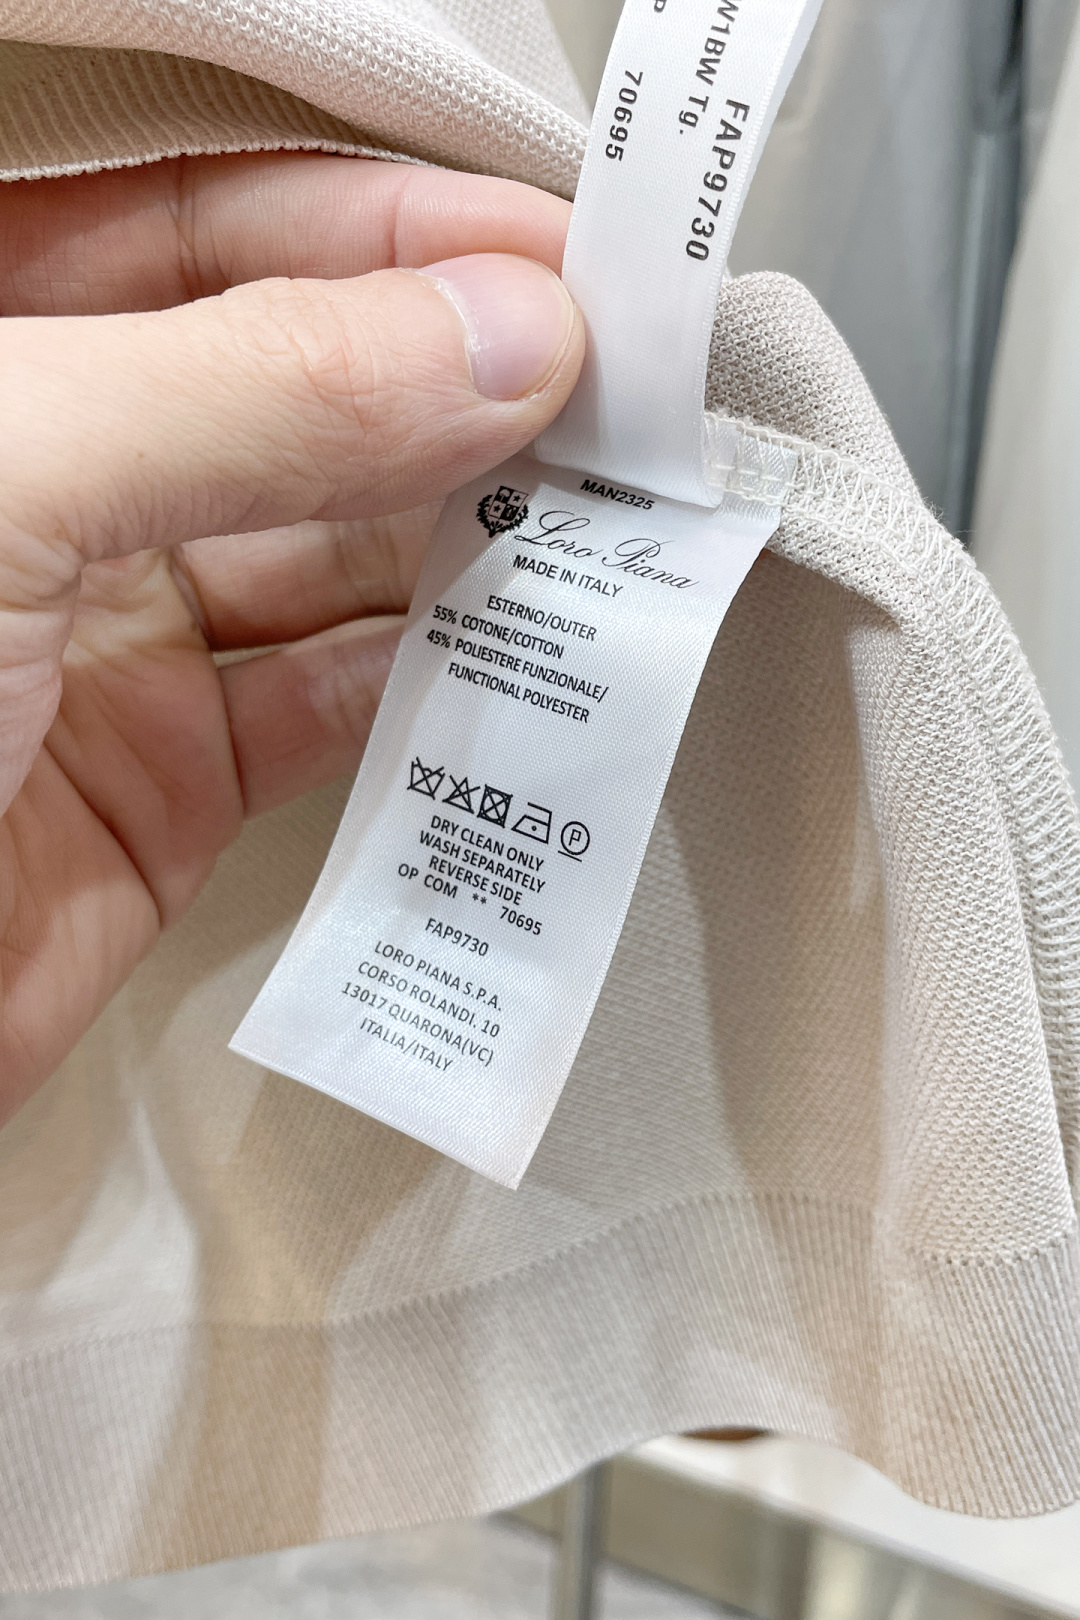 W1BW Tg.
FAP9730
P
70695
MAN2325
Loro Piana
MADE IN ITALY
ESTERNO/OUTER
55% COTONE/COTTON
45% POLIESTERE FUNZIONALE/
FUNCTIONAL POLYESTER
P
DRY CLEAN ONLY
WASH SEPARATELY
REVERSE SIDE
OP COM ** 70695
FAP9730
LORO PIANA S.P.A.
CORSO ROLANDI. 10
13017 QUARONA(VC)
ITALIA/ITALY